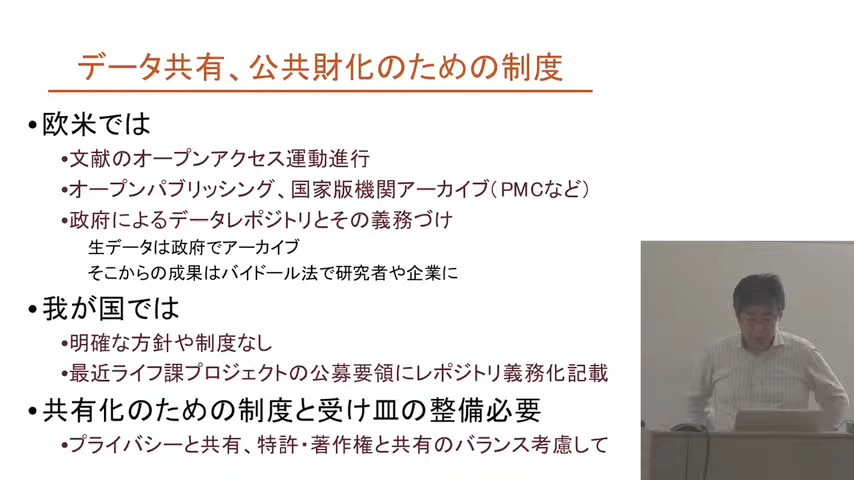 データ共有、公共財化のための制度
•欧米では
•文献のオープンアクセス運動進行
•オープンパブリッシング、国家版機関アーカイブ(PMCなど)
•政府によるデータレポジトリとその義務づけ
生データは政府でアーカイブ
そこからの成果はバイドール法で研究者や企業に
•我が国では
•明確な方針や制度なし
•最近ライフ課プロジェクトの公募要領にレポジトリ義務化記載
•共有化のための制度と受け皿の整備必要
•プライバシーと共有、特許・著作権と共有のバランス考慮して